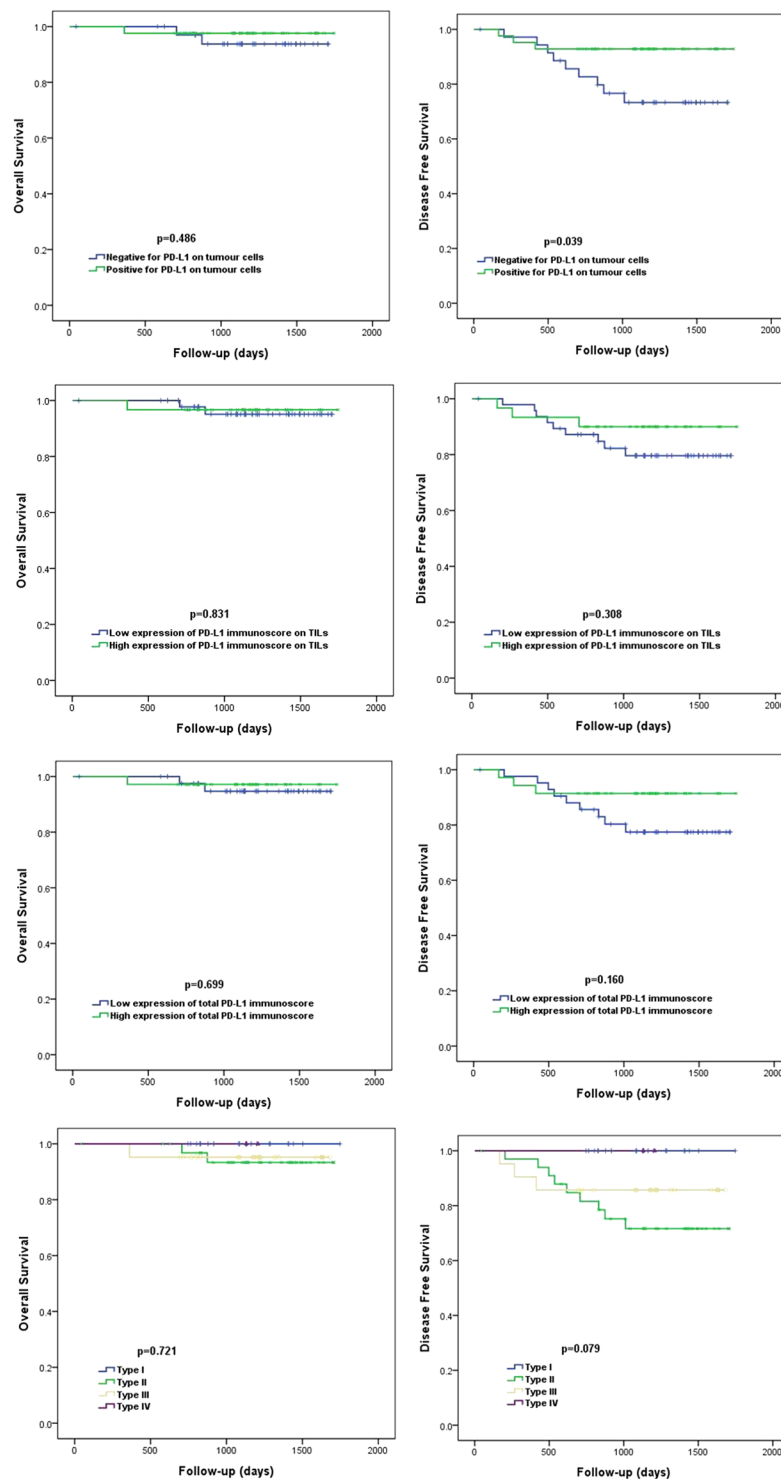 Overall Survival
1.0
0.8
0.6
0.4
0.2
0.0
p=0.486
Negative for PD-L1 on tumour cells
Positive for PD-L1 on tumour cells
0 500 1000 1500 2000
Follow-up (days)
Disease Free Survival
1.0
0.8
0.6
0.4
0.2
0.0
p=0.039
Negative for PD-L1 on tumour cells
Positive for PD-L1 on tumour cells
0 500 1000 1500 2000
Follow-up (days)
Overall Survival
1.0
0.8
0.6
0.4
0.2
0.0
p=0.831
Low expression of PD-L1 immunoscore on TILs
High expression of PD-L1 immunoscore on TILs
0 500 1000 1500 2000
Follow-up (days)
Disease Free Survival
1.0
0.8
0.6
0.4
0.2
0.0
p=0.308
Low expression of PD-L1 immunoscore on TILs
High expression of PD-L1 immunoscore on TILs
0 500 1000 1500 2000
Follow-up (days)
Overall Survival
1.0
0.8
0.6
0.4
0.2
0.0
p=0.699
Low expression of total PD-L1 immunoscore
High expression of total PD-L1 immunoscore
0 500 1000 1500 2000
Follow-up (days)
Disease Free Survival
1.0
0.8
0.6
0.4
0.2
0.0
p=0.160
Low expression of total PD-L1 immunoscore
High expression of total PD-L1 immunoscore
0 500 1000 1500 2000
Follow-up (days)
Overall Survival
1.0
0.8
0.6
0.4
0.2
0.0
p=0.721
Type I
Type II
Type III
Type IV
0 500 1000 1500 2000
Follow-up (days)
Disease Free Survival
1.0
0.8
0.6
0.4
0.2
0.0
p=0.079
Type I
Type II
Type III
Type IV
0 500 1000 1500 2000
Follow-up (days)